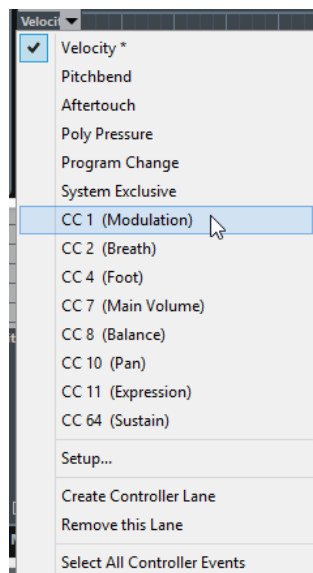 Velocit
Velocity *
Pitchbend
Aftertouch
Poly Pressure
Program Change
System Exclusive
CC 1 (Modulation)
CC 2 (Breath)
CC 4 (Foot)
CC 7 (Main Volume)
CC 8 (Balance)
CC 10 (Pan)
CC 11 (Expression)
CC 64 (Sustain)
Setup...
Create Controller Lane
Remove this Lane
Select All Controller Events